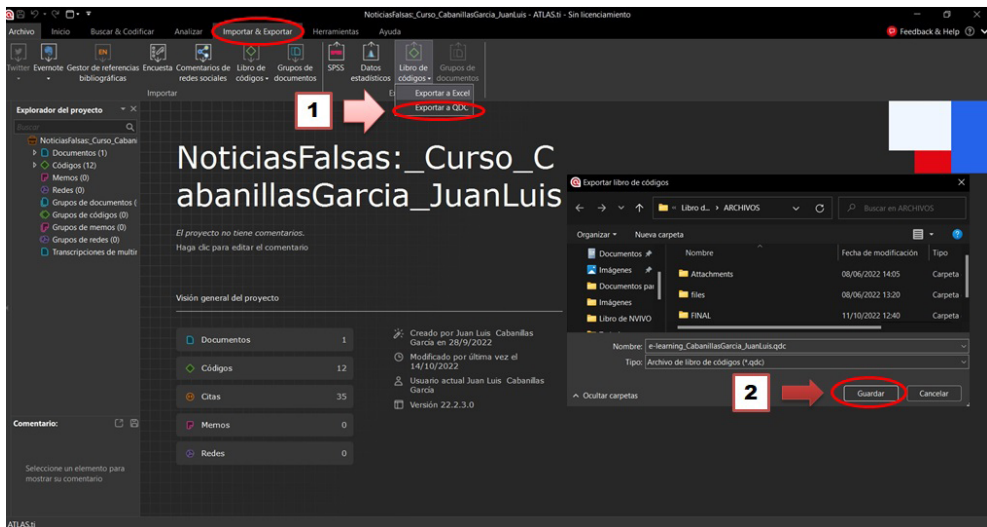 NoticiasFalsas:_Curso_CabanillasGarcia_JuanLuis - ATLAS.ti - Sin licenciamiento
Archivo Inicio Buscar & Codificar Analizar Importar & Exportar Herramientas Ayuda Feedback & Help
Twitter Evernote Gestor de referencias bibliográficas Encuesta Comentarios de redes sociales Libro de códigos Grupos de documentos SPSS Datos estadísticos Libro de códigos Grupos de documentos
Importar
Exportar a Excel
Exportar a QDC
1
Explorador del proyecto
Buscar
NoticiasFalsas:_Curso_Cabani
Documentos (1)
Códigos (12)
Memos (0)
Redes (0)
Grupos de documentos (
Grupos de códigos (0)
Grupos de memos (0)
Grupos de redes (0)
Transcripciones de multir
Comentario:
Seleccione un elemento para
mostrar su comentario
NoticiasFalsas:_Curso_C
abanillasGarcia_JuanLuis
El proyecto no tiene comentarios.
Haga clic para editar el comentario
Visión general del proyecto
Documentos 1
Códigos 12
Citas 35
Memos 0
Redes 0
Creado por Juan Luis Cabanillas
García en 28/9/2022
Modificado por última vez el
14/10/2022
Usuario actual Juan Luis Cabanillas
García
Versión 22.2.3.0
Exportar libro de códigos
« Libro d... › ARCHIVOS
Buscar en ARCHIVOS
Organizar Nueva carpeta
Documentos
Imágenes
Documentos par
Imágenes
Libro de NVIVO
Nombre Fecha de modificación Tipo
Attachments 08/06/2022 14:05 Carpeta
files 08/06/2022 13:20 Carpeta
FINAL 11/10/2022 12:40 Carpeta
Nombre: e-learning_CabanillasGarcia_JuanLuis.qdc
Tipo: Archivo de libro de códigos (*.qdc)
Ocultar carpetas
2
Guardar
Cancelar
ATLAS.ti